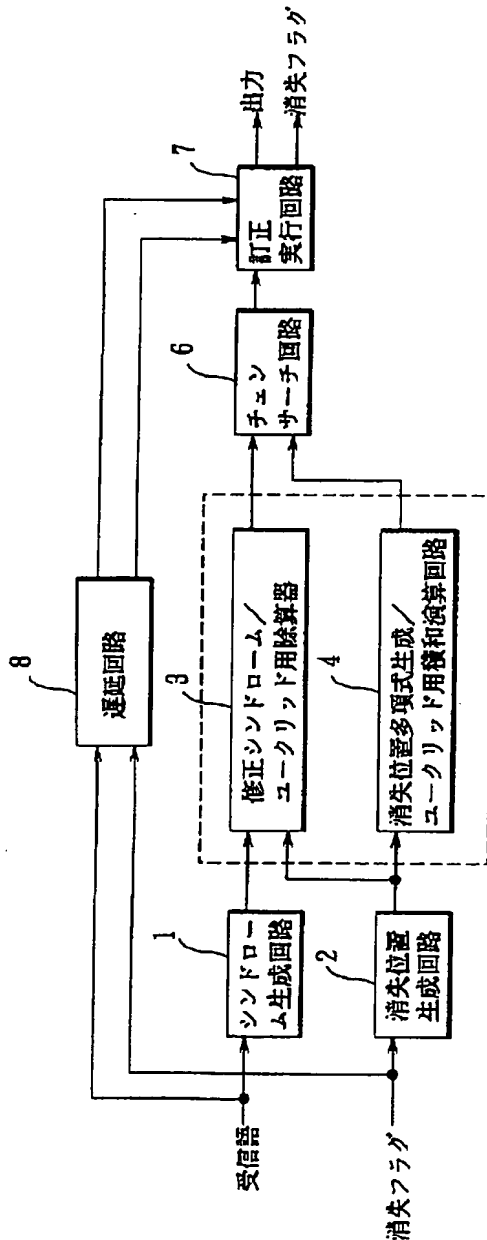 8
遅延回路
受信語
1
シンドロー
ム生成回路
3
修正シンドローム/
ユークリッド用除算器
6
チェン
サーチ回路
7
訂正
実行回路
出力
消失フラグ
消失フラグ
2
消失位置
生成回路
4
消失位置多項式生成/
ユークリッド用積和演算回路